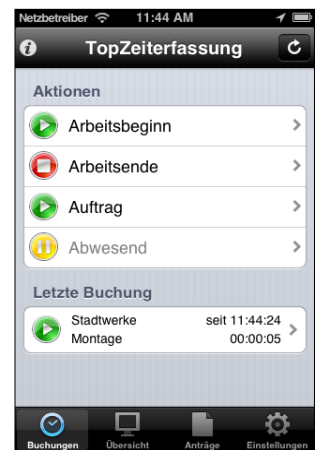 Netzbetreiber 11:44 AM
TopZeiterfassung
Aktionen
Arbeitsbeginn
Arbeitsende
Auftrag
Abwesend
Letzte Buchung
Stadtwerke seit 11:44:24
Montage 00:00:05
Buchungen Übersicht Anträge Einstellungen